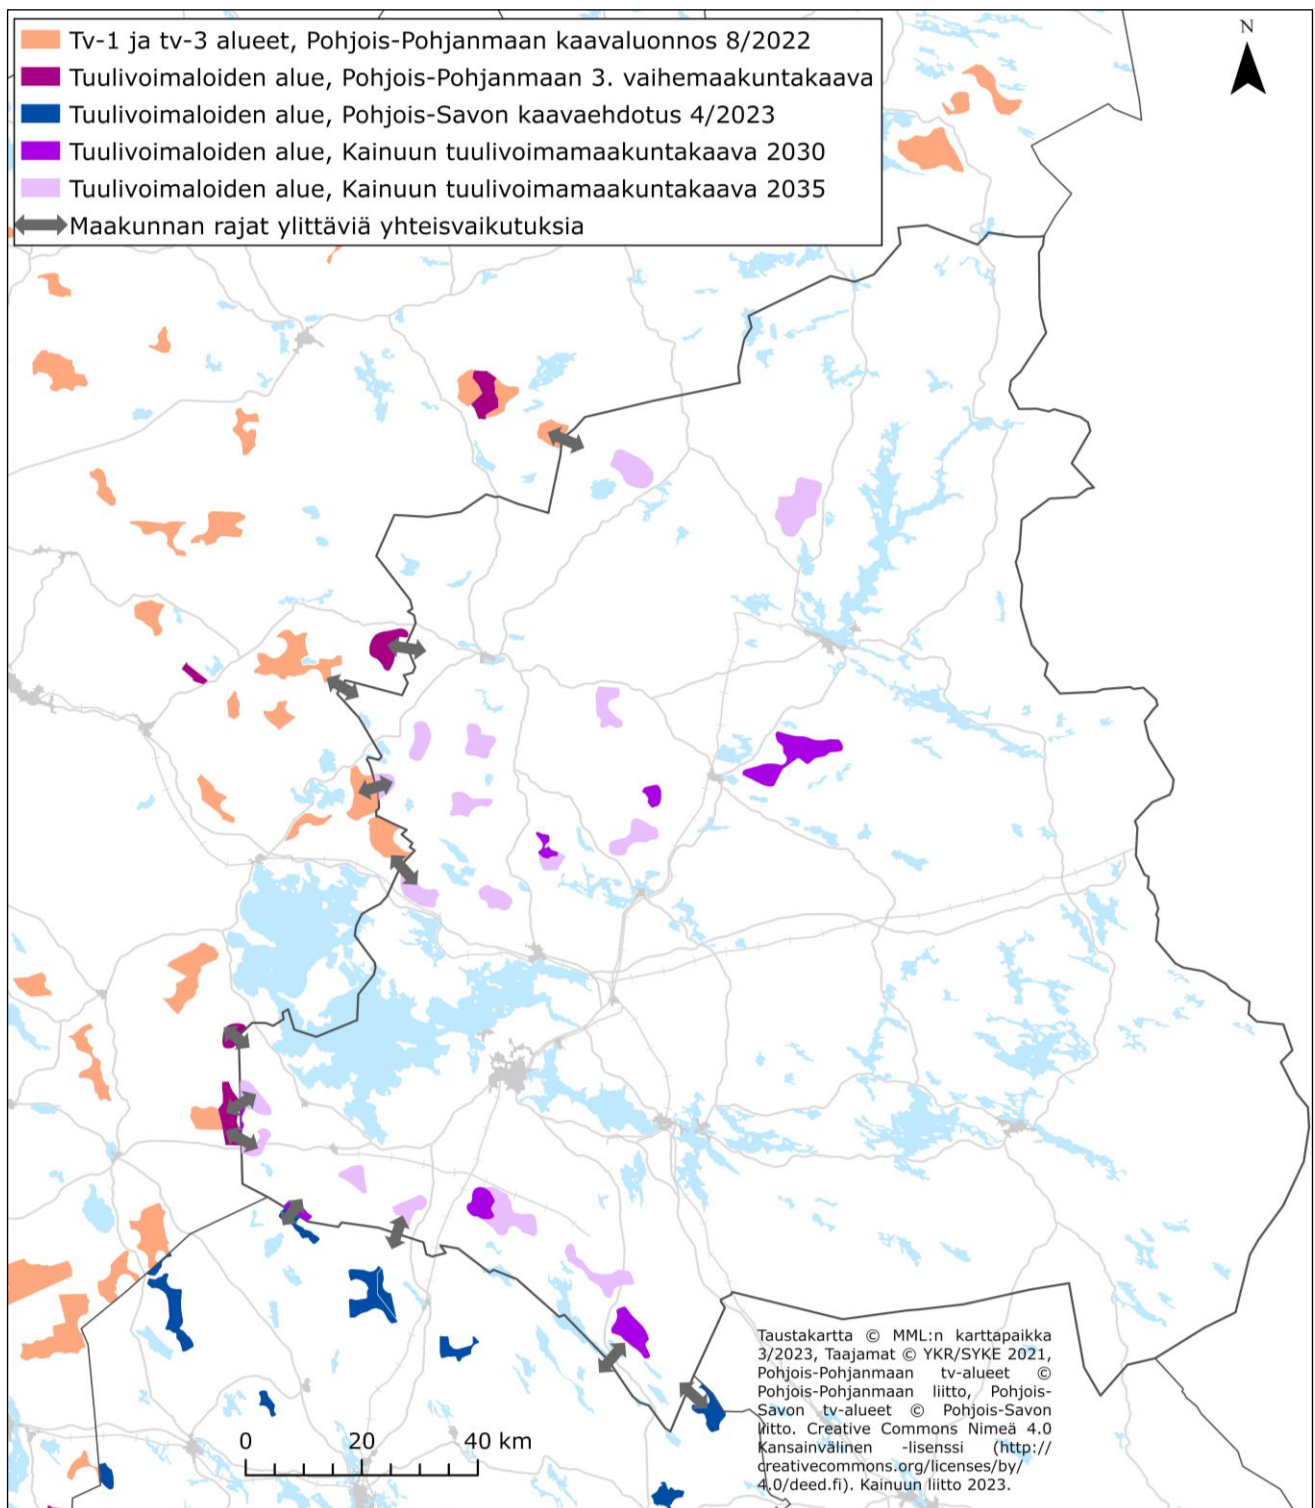 Tv-1 ja tv-3 alueet, Pohjois-Pohjanmaan kaavaluonnos 8/2022
Tuulivoimaloiden alue, Pohjois-Pohjanmaan 3. vaihemaakuntakaava
Tuulivoimaloiden alue, Pohjois-Savon kaavaehdotus 4/2023
Tuulivoimaloiden alue, Kainuun tuulivoimamaakuntakaava 2030
Tuulivoimaloiden alue, Kainuun tuulivoimamaakuntakaava 2035
Maakunnan rajat ylittäviä yhteisvaikutuksia
N
Taustakartta © MML:n karttapaikka
3/2023, Taajamat © YKR/SYKE 2021,
Pohjois-Pohjanmaan tv-alueet ©
Pohjois-Pohjanmaan liitto, Pohjois-
Savon tv-alueet © Pohjois-Savon
liitto. Creative Commons Nimeä 4.0
Kansainvälinen -lisenssi (http://
creativecommons.org/licenses/by/
4.0/deed.fi). Kainuun liitto 2023.
0 20 40 km